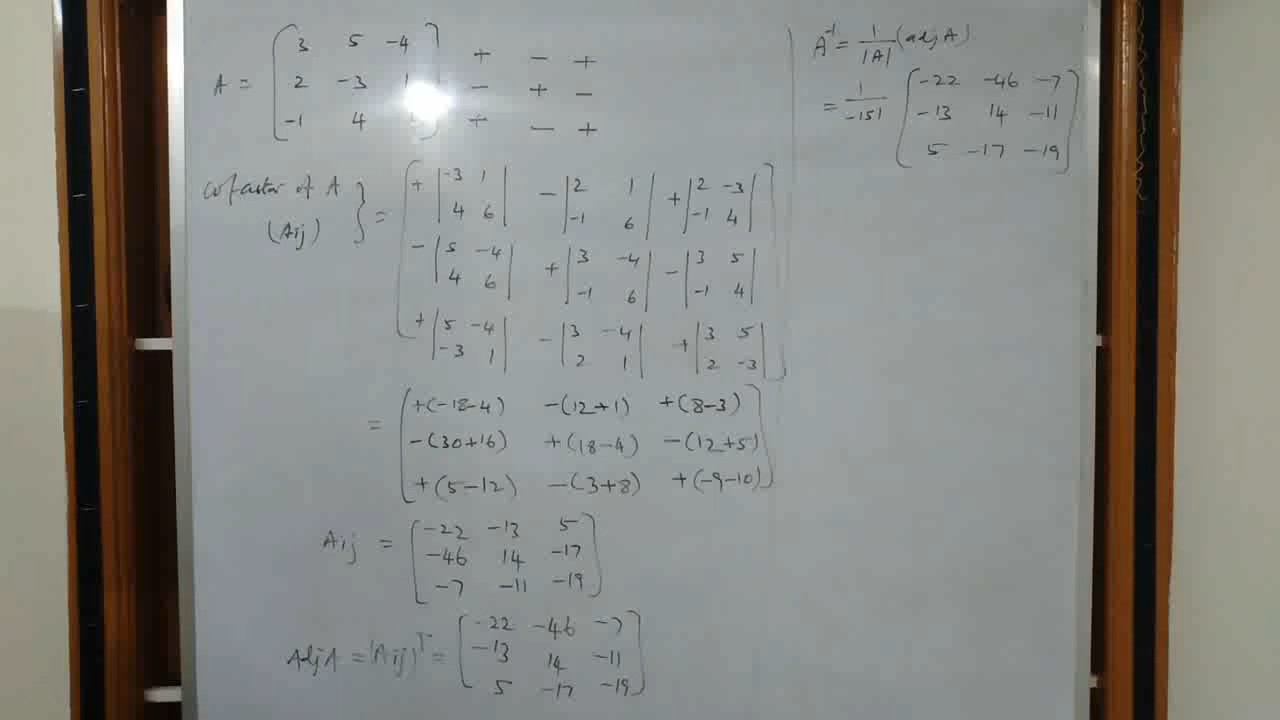 A = [ 3 5 -4 ] + - +
[ 2 -3 1 ] - + -
[ -1 4 ] + - +
Cofactor of A (Aij) } = [ + | -3 1 | - | 2 1 | + | 2 -3 | ]
| 4 6 | | -1 6 | | -1 4 |
- | 5 -4 | + | 3 -4 | - | 3 5 |
| 4 6 | | -1 6 | | -1 4 |
+ | 5 -4 | - | 3 -4 | + | 3 5 |
| -3 1 | | 2 1 | | 2 -3 |
= [ +(-18-4) -(12+1) +(8-3) ]
-(30+16) +(18-4) -(12+5)
+(5-12) -(3+8) +(-9-10)
Aij = [ -22 -13 5 ]
-46 14 -17
-7 -11 -19
AdjA = (Aij)^T = [ -22 -46 -7 ]
-13 14 -11
5 -17 -19
A^-1 = 1/|A| (adjA)
= 1/-151 [ -22 -46 -7 ]
-13 14 -11
5 -17 -19